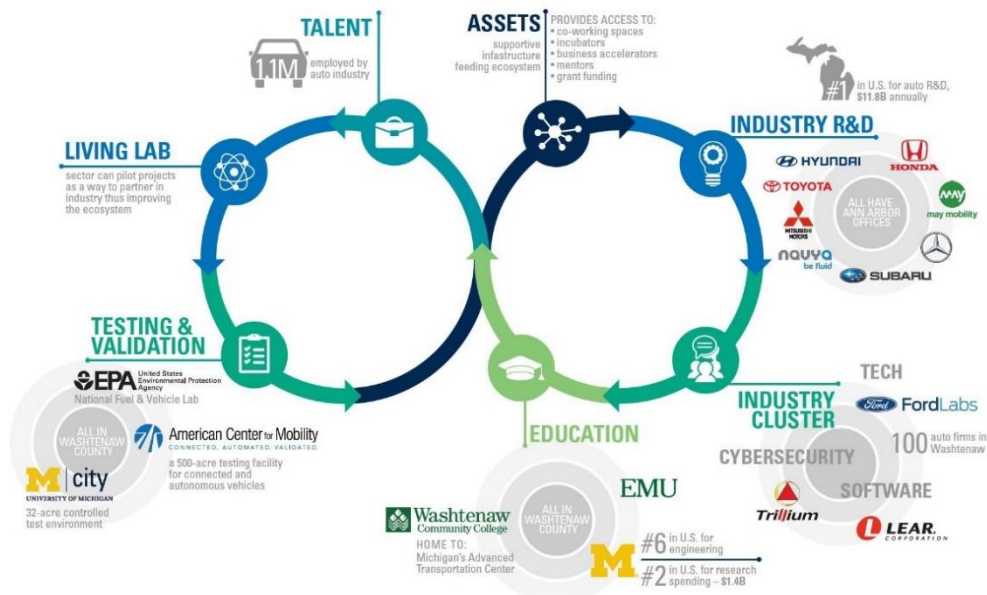 TALENT
1.1M
employed by
auto industry
ASSETS
supportive
infastructure
feeding ecosystem
PROVIDES ACCESS TO:
• co-working spaces
• incubators
• business accelerators
• mentors
• grant funding
#1 in U.S. for auto R&D,
$11.8B annually
INDUSTRY R&D
HYUNDAI
HONDA
TOYOTA
MITSUBISHI
MOTORS
ALL HAVE
ANN ARBOR
OFFICES
MAY
may mobility
navya
be fluid
SUBARU
LIVING LAB
sector can pilot projects
as a way to partner in
industry thus improving
the ecosystem
TESTING &
VALIDATION
EPA
United States
Environmental Protection
Agency
National Fuel & Vehicle Lab
ALL IN
WASHTENAW
COUNTY
American Center for Mobility
CONNECTED. AUTOMATED. VALIDATED.
a 500-acre testing facility
for connected and
autonomous vehicles
M city
UNIVERSITY OF MICHIGAN
32-acre controlled
test environment
EDUCATION
EMU
Washtenaw
Community College
HOME TO:
Michigan's Advanced
Transportation Center
ALL IN
WASHTENAW
COUNTY
M
#6 in U.S. for
engineering
#2 in U.S. for research
spending – $1.4B
INDUSTRY
CLUSTER
TECH
Ford FordLabs
100 auto firms in
Washtenaw
CYBERSECURITY
Trillium
SOFTWARE
LEAR.
CORPORATION